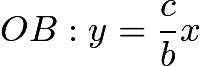 $OB : y = \frac{c}{b}x$